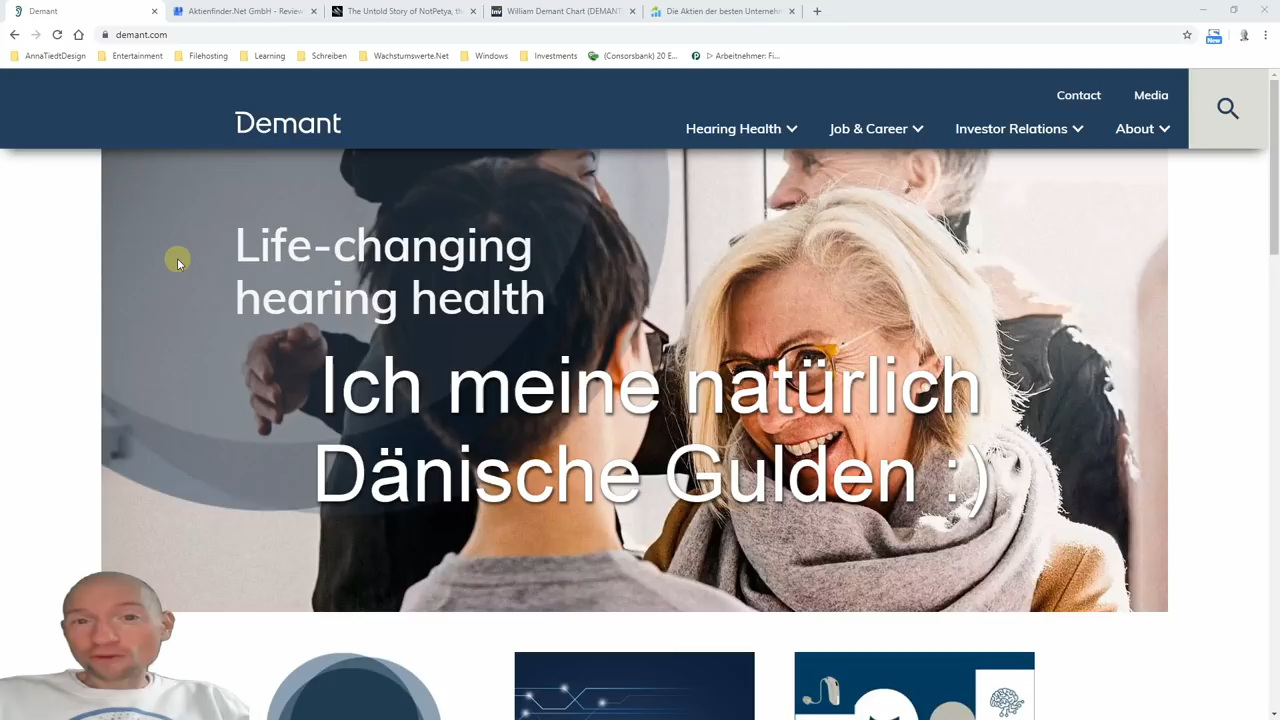 Demant
Aktienfinder.Net GmbH - Review
The Untold Story of NotPetya, th
William Demant Chart (DEMANT
Die Aktien der besten Unternehm
demant.com
New
AnnaTiedtDesign
Entertainment
Filehosting
Learning
Schreiben
Wachstumswerte.Net
Windows
Investments
(Consorsbank) 20 E...
▷ Arbeitnehmer: Fi...
Contact
Media
Demant
Hearing Health
Job & Career
Investor Relations
About
Life-changing
hearing health
Ich meine natürlich
Dänische Gulden :)